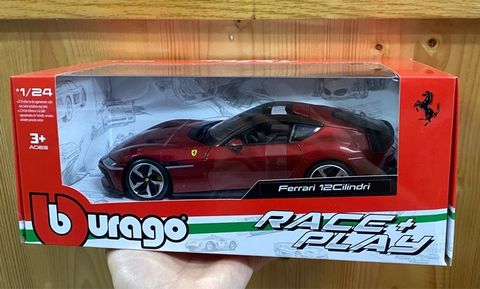 1/24
3+
AGES
Ferrari 12Cilindri
burago
RACE+
PLAY